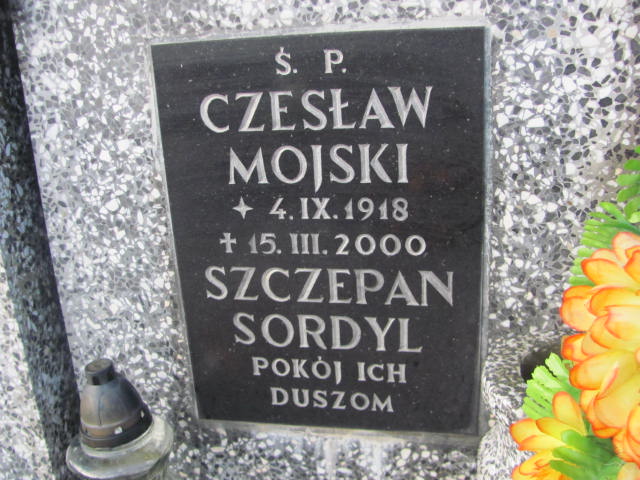 Ś. P.
CZESŁAW
MOJSKI
✦ 4. IX. 1918
✝ 15. III. 2000
SZCZEPAN
SORDYL
POKÓJ ICH
DUSZOM